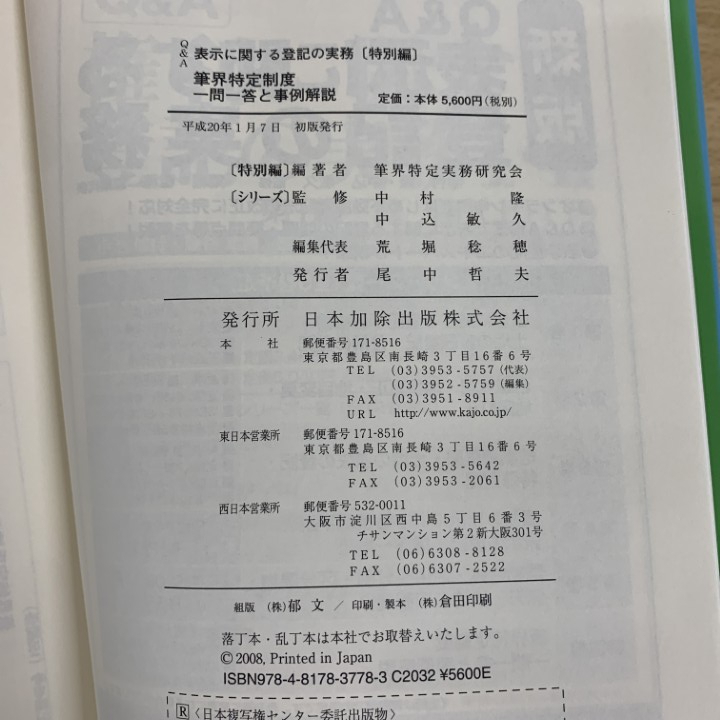 Q&A 表示に関する登記の実務〔特別編〕
筆界特定制度
一問一答と事例解説　定価：本体 5,600円（税別）
平成20年1月7日　初版発行
〔特別編〕編著者　筆界特定実務研究会
〔シリーズ〕監修　中村　隆
中込敏久
編集代表　荒堀稔穂
発行者　尾中哲夫
発行所　日本加除出版株式会社
本社　郵便番号 171-8516
東京都豊島区南長崎3丁目16番6号
TEL (03)3953-5757（代表）
(03)3952-5759（編集）
FAX (03)3951-8911
URL http://www.kajo.co.jp/
東日本営業所　郵便番号 171-8516
東京都豊島区南長崎3丁目16番6号
TEL (03)3953-5642
FAX (03)3953-2061
西日本営業所　郵便番号 532-0011
大阪市淀川区西中島5丁目6番3号
チサンマンション第2新大阪301号
TEL (06)6308-8128
FAX (06)6307-2522
組版 （株）郁文 ／ 印刷・製本 （株）倉田印刷
落丁本・乱丁本は本社でお取替えいたします。
© 2008, Printed in Japan
ISBN978-4-8178-3778-3 C2032 ¥5600E
R〈日本複写権センター委託出版物〉